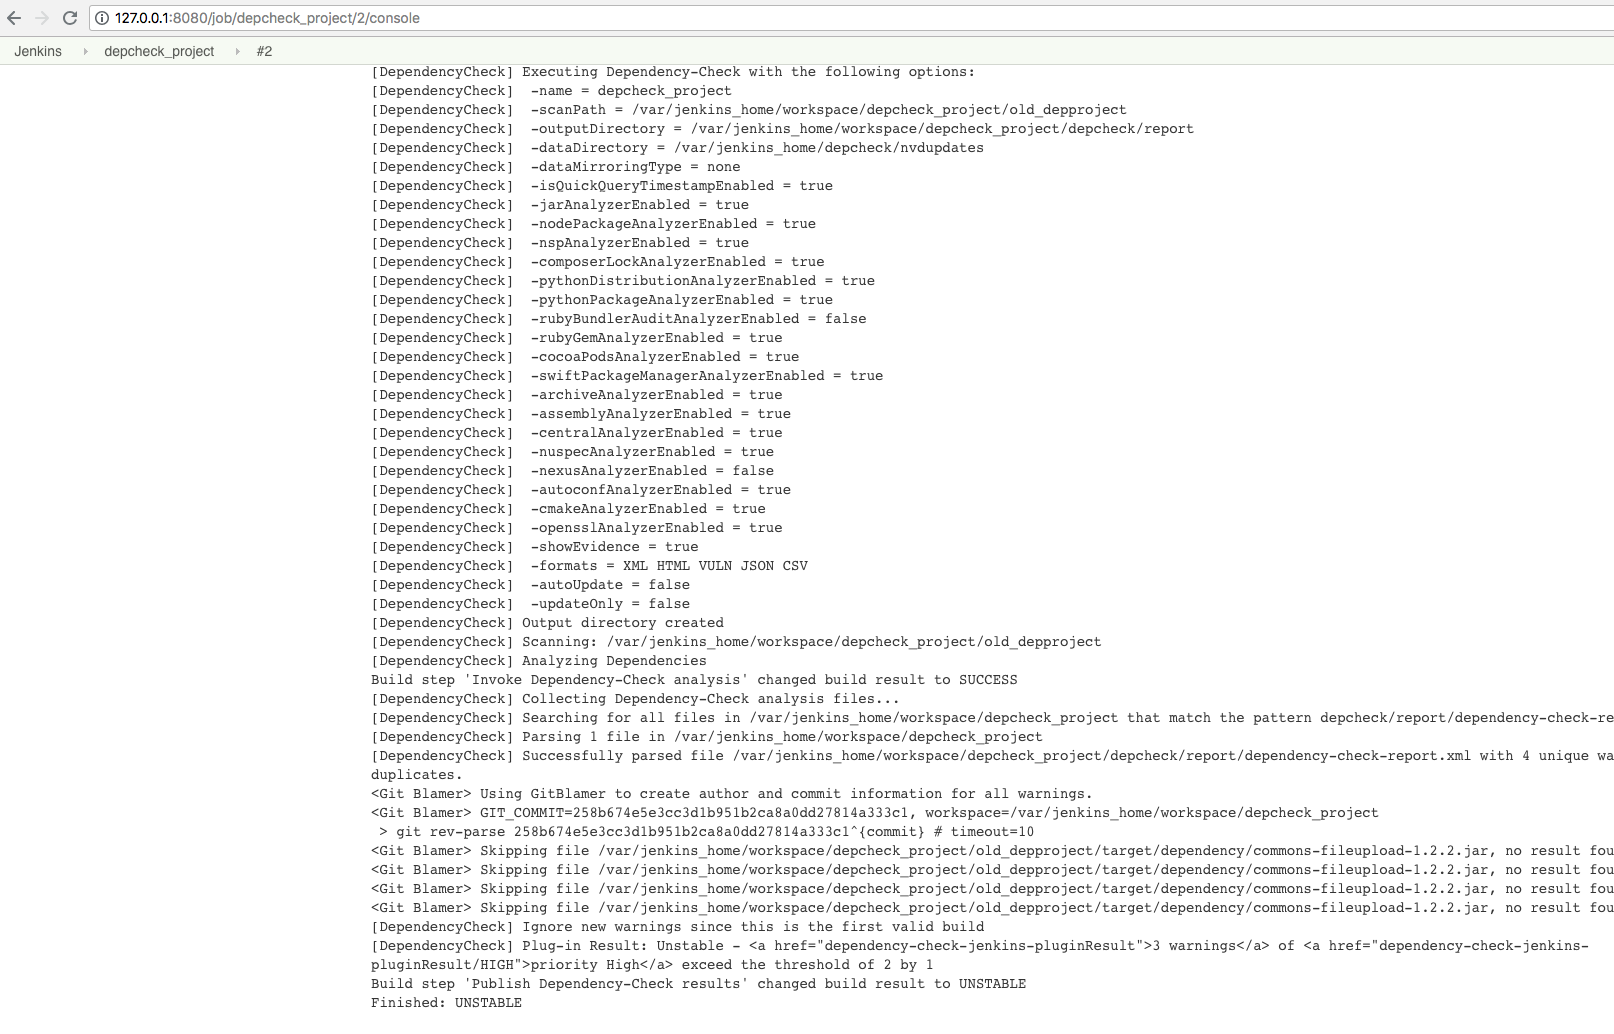 127.0.0.1:8080/job/depcheck_project/2/console
Jenkins depcheck_project #2
[DependencyCheck] Executing Dependency-Check with the following options:
[DependencyCheck]  -name = depcheck_project
[DependencyCheck]  -scanPath = /var/jenkins_home/workspace/depcheck_project/old_depproject
[DependencyCheck]  -outputDirectory = /var/jenkins_home/workspace/depcheck_project/depcheck/report
[DependencyCheck]  -dataDirectory = /var/jenkins_home/depcheck/nvdupdates
[DependencyCheck]  -dataMirroringType = none
[DependencyCheck]  -isQuickQueryTimestampEnabled = true
[DependencyCheck]  -jarAnalyzerEnabled = true
[DependencyCheck]  -nodePackageAnalyzerEnabled = true
[DependencyCheck]  -nspAnalyzerEnabled = true
[DependencyCheck]  -composerLockAnalyzerEnabled = true
[DependencyCheck]  -pythonDistributionAnalyzerEnabled = true
[DependencyCheck]  -pythonPackageAnalyzerEnabled = true
[DependencyCheck]  -rubyBundlerAuditAnalyzerEnabled = false
[DependencyCheck]  -rubyGemAnalyzerEnabled = true
[DependencyCheck]  -cocoaPodsAnalyzerEnabled = true
[DependencyCheck]  -swiftPackageManagerAnalyzerEnabled = true
[DependencyCheck]  -archiveAnalyzerEnabled = true
[DependencyCheck]  -assemblyAnalyzerEnabled = true
[DependencyCheck]  -centralAnalyzerEnabled = true
[DependencyCheck]  -nuspecAnalyzerEnabled = true
[DependencyCheck]  -nexusAnalyzerEnabled = false
[DependencyCheck]  -autoconfAnalyzerEnabled = true
[DependencyCheck]  -cmakeAnalyzerEnabled = true
[DependencyCheck]  -opensslAnalyzerEnabled = true
[DependencyCheck]  -showEvidence = true
[DependencyCheck]  -formats = XML HTML VULN JSON CSV
[DependencyCheck]  -autoUpdate = false
[DependencyCheck]  -updateOnly = false
[DependencyCheck] Output directory created
[DependencyCheck] Scanning: /var/jenkins_home/workspace/depcheck_project/old_depproject
[DependencyCheck] Analyzing Dependencies
Build step 'Invoke Dependency-Check analysis' changed build result to SUCCESS
[DependencyCheck] Collecting Dependency-Check analysis files...
[DependencyCheck] Searching for all files in /var/jenkins_home/workspace/depcheck_project that match the pattern depcheck/report/dependency-check-re
[DependencyCheck] Parsing 1 file in /var/jenkins_home/workspace/depcheck_project
[DependencyCheck] Successfully parsed file /var/jenkins_home/workspace/depcheck_project/depcheck/report/dependency-check-report.xml with 4 unique wa
duplicates.
<Git Blamer> Using GitBlamer to create author and commit information for all warnings.
<Git Blamer> GIT_COMMIT=258b674e5e3cc3d1b951b2ca8a0dd27814a333c1, workspace=/var/jenkins_home/workspace/depcheck_project
 > git rev-parse 258b674e5e3cc3d1b951b2ca8a0dd27814a333c1^{commit} # timeout=10
<Git Blamer> Skipping file /var/jenkins_home/workspace/depcheck_project/old_depproject/target/dependency/commons-fileupload-1.2.2.jar, no result fou
<Git Blamer> Skipping file /var/jenkins_home/workspace/depcheck_project/old_depproject/target/dependency/commons-fileupload-1.2.2.jar, no result fou
<Git Blamer> Skipping file /var/jenkins_home/workspace/depcheck_project/old_depproject/target/dependency/commons-fileupload-1.2.2.jar, no result fou
<Git Blamer> Skipping file /var/jenkins_home/workspace/depcheck_project/old_depproject/target/dependency/commons-fileupload-1.2.2.jar, no result fou
[DependencyCheck] Ignore new warnings since this is the first valid build
[DependencyCheck] Plug-in Result: Unstable - <a href="dependency-check-jenkins-pluginResult">3 warnings</a> of <a href="dependency-check-jenkins-
pluginResult/HIGH">priority High</a> exceed the threshold of 2 by 1
Build step 'Publish Dependency-Check results' changed build result to UNSTABLE
Finished: UNSTABLE